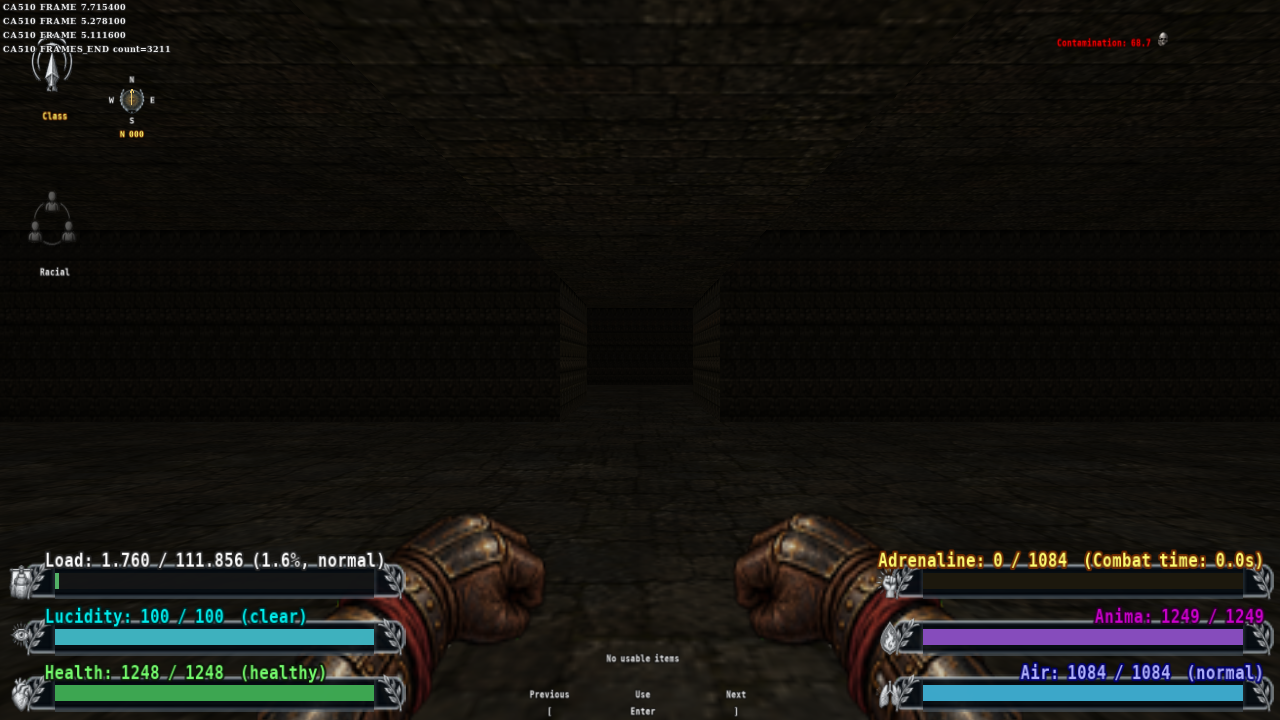 CA510 FRAME 7.715400
CA510 FRAME 5.278100
CA510 FRAME 5.111600
CA510 FRAMES_END count=3211
Contamination: 68.7
N
W E
S
N 000
Class
Racial
Load: 1.760 / 111.856 (1.6%, normal)
Adrenaline: 0 / 1084 (Combat time: 0.0s)
Lucidity: 100 / 100 (clear)
Anima: 1249 / 1249
Health: 1248 / 1248 (healthy)
Air: 1084 / 1084 (normal)
No usable items
Previous Use Next
[ Enter ]